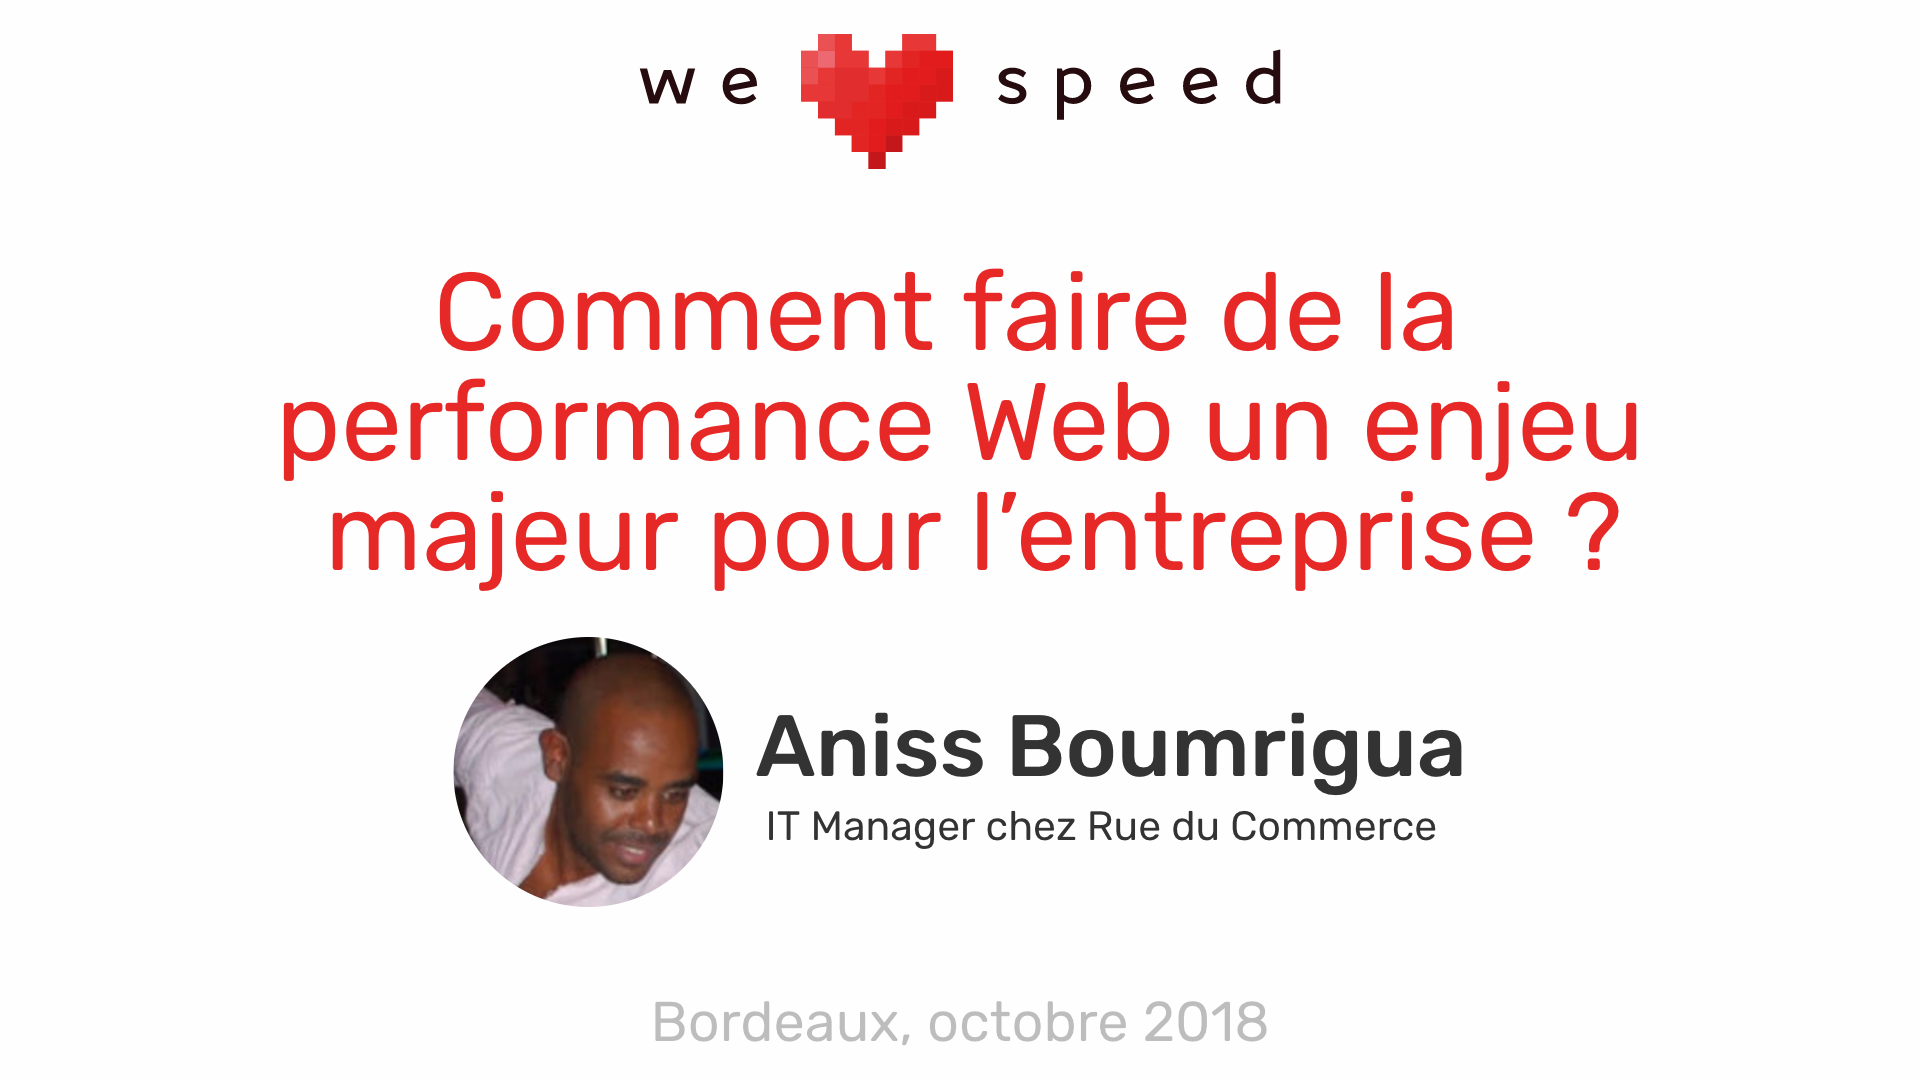 we speed
Comment faire de la
performance Web un enjeu
majeur pour l’entreprise ?
Aniss Boumrigua
IT Manager chez Rue du Commerce
Bordeaux, octobre 2018